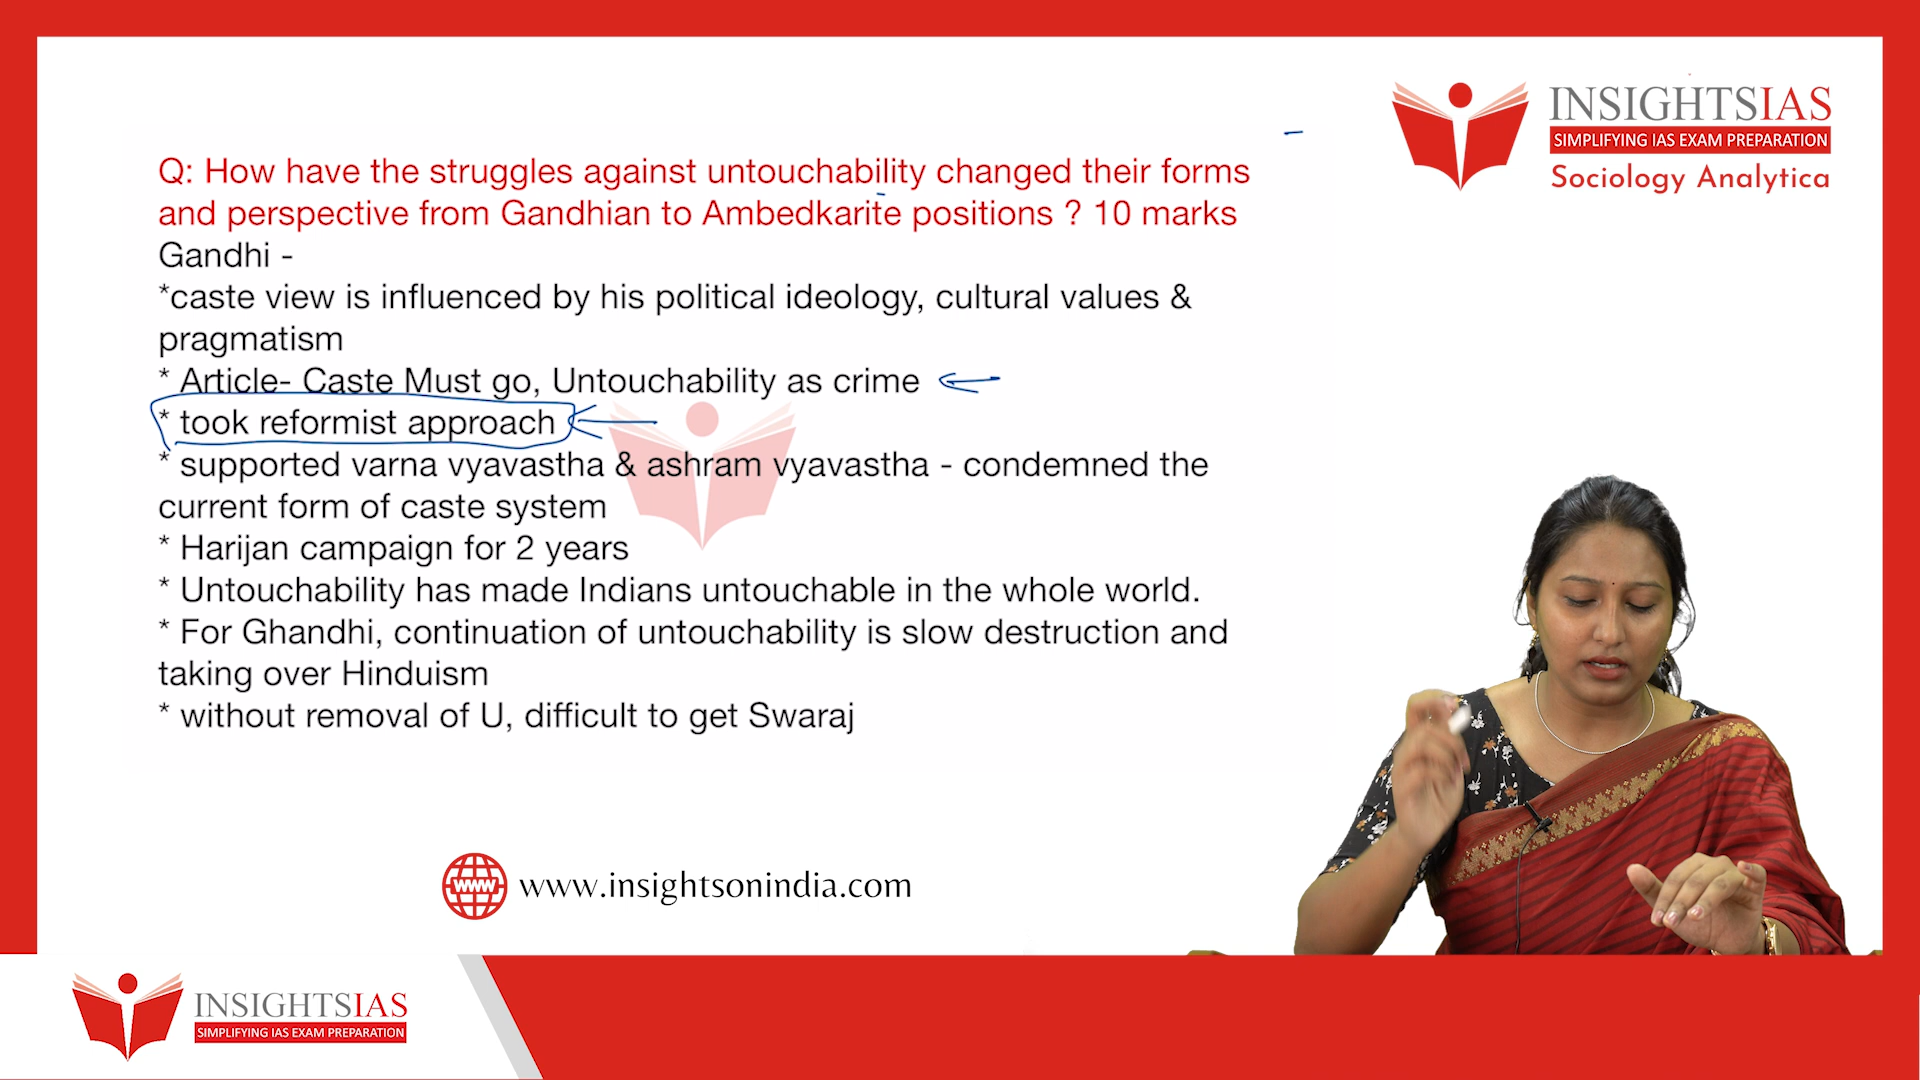 INSIGHTSIAS
SIMPLIFYING IAS EXAM PREPARATION
Sociology Analytica
Q: How have the struggles against untouchability changed their forms
and perspective from Gandhian to Ambedkarite positions ? 10 marks
Gandhi -
*caste view is influenced by his political ideology, cultural values &
pragmatism
* Article- Caste Must go, Untouchability as crime
* took reformist approach
* supported varna vyavastha & ashram vyavastha - condemned the
current form of caste system
* Harijan campaign for 2 years
* Untouchability has made Indians untouchable in the whole world.
* For Ghandhi, continuation of untouchability is slow destruction and
taking over Hinduism
* without removal of U, difficult to get Swaraj
www
www.insightsonindia.com
INSIGHTSIAS
SIMPLIFYING IAS EXAM PREPARATION